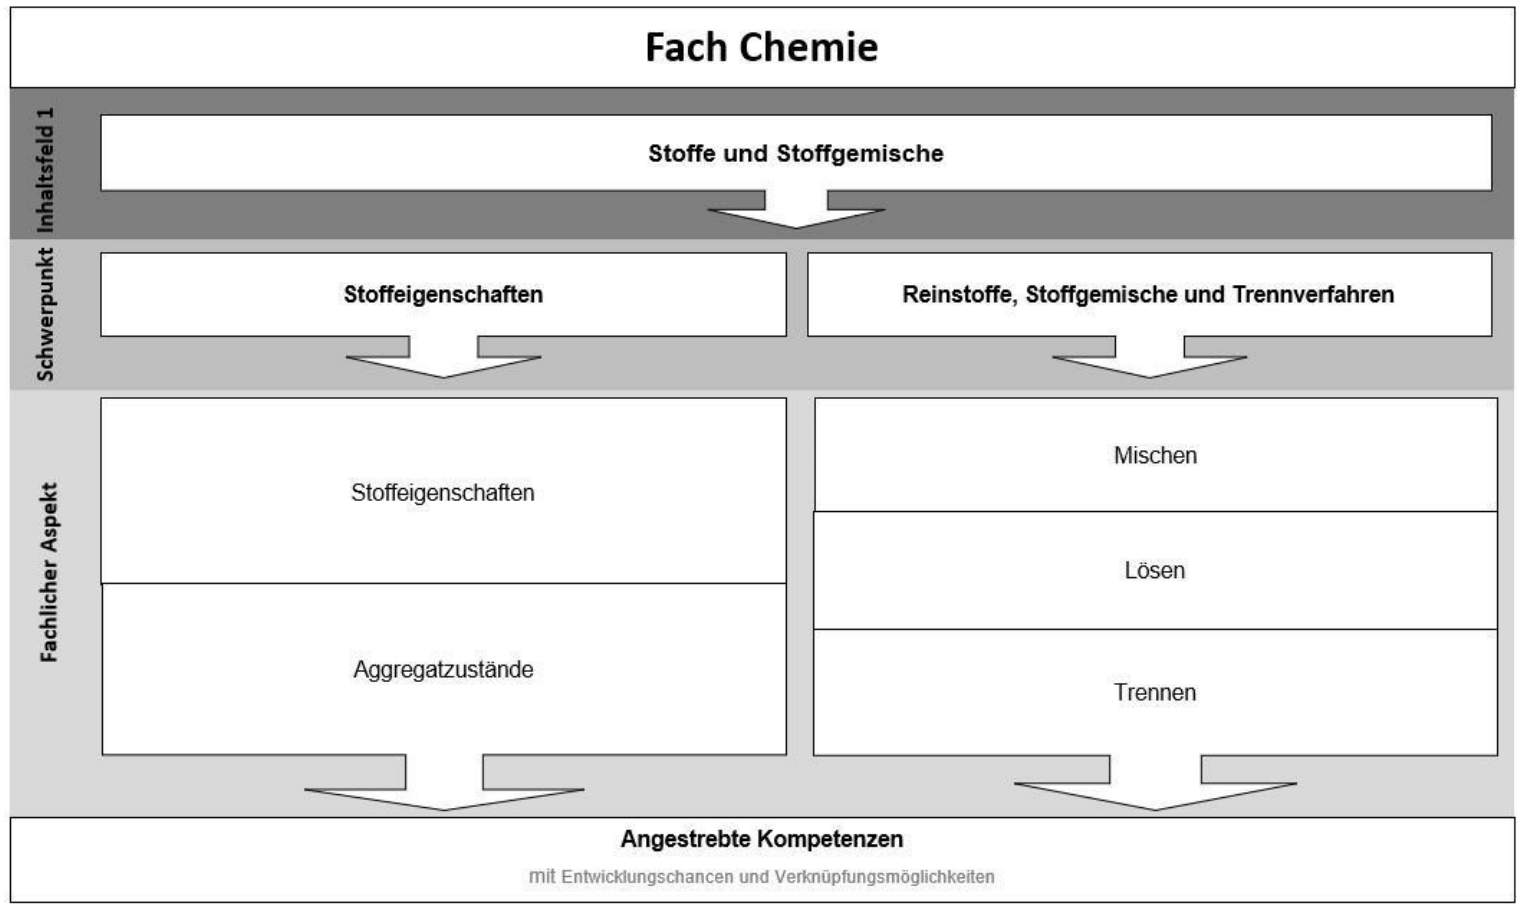 Fach Chemie
Inhaltsfeld 1
Stoffe und Stoffgemische
Schwerpunkt
Stoffeigenschaften
Reinstoffe, Stoffgemische und Trennverfahren
Fachlicher Aspekt
Stoffeigenschaften
Aggregatzustände
Mischen
Lösen
Trennen
Angestrebte Kompetenzen
mit Entwicklungschancen und Verknüpfungsmöglichkeiten